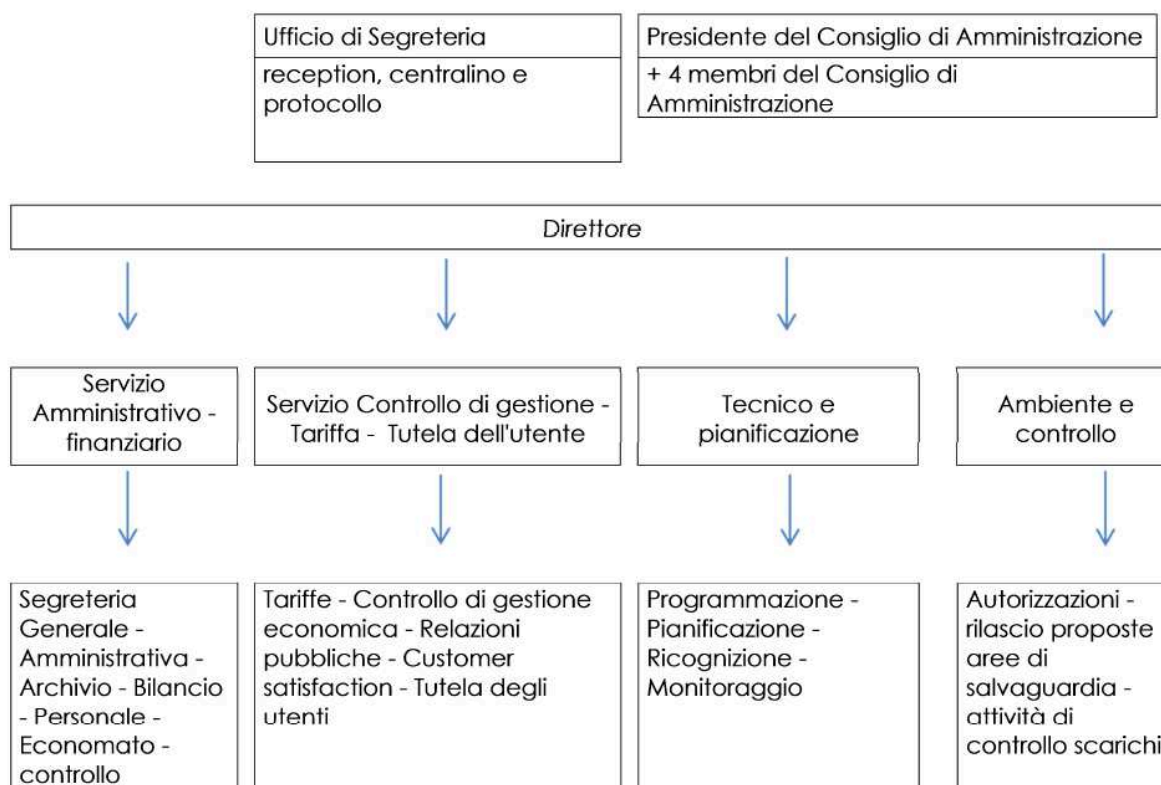 Ufficio di Segreteria
reception, centralino e
protocollo
Presidente del Consiglio di Amministrazione
+ 4 membri del Consiglio di
Amministrazione
Direttore
Servizio
Amministrativo -
finanziario
Servizio Controllo di gestione -
Tariffa - Tutela dell'utente
Tecnico e
pianificazione
Ambiente e
controllo
Segreteria
Generale -
Amministrativa -
Archivio - Bilancio
- Personale -
Economato -
controllo
Tariffe - Controllo di gestione
economica - Relazioni
pubbliche - Customer
satisfaction - Tutela degli
utenti
Programmazione -
Pianificazione -
Ricognizione -
Monitoraggio
Autorizzazioni -
rilascio proposte
aree di
salvaguardia -
attività di
controllo scarichi